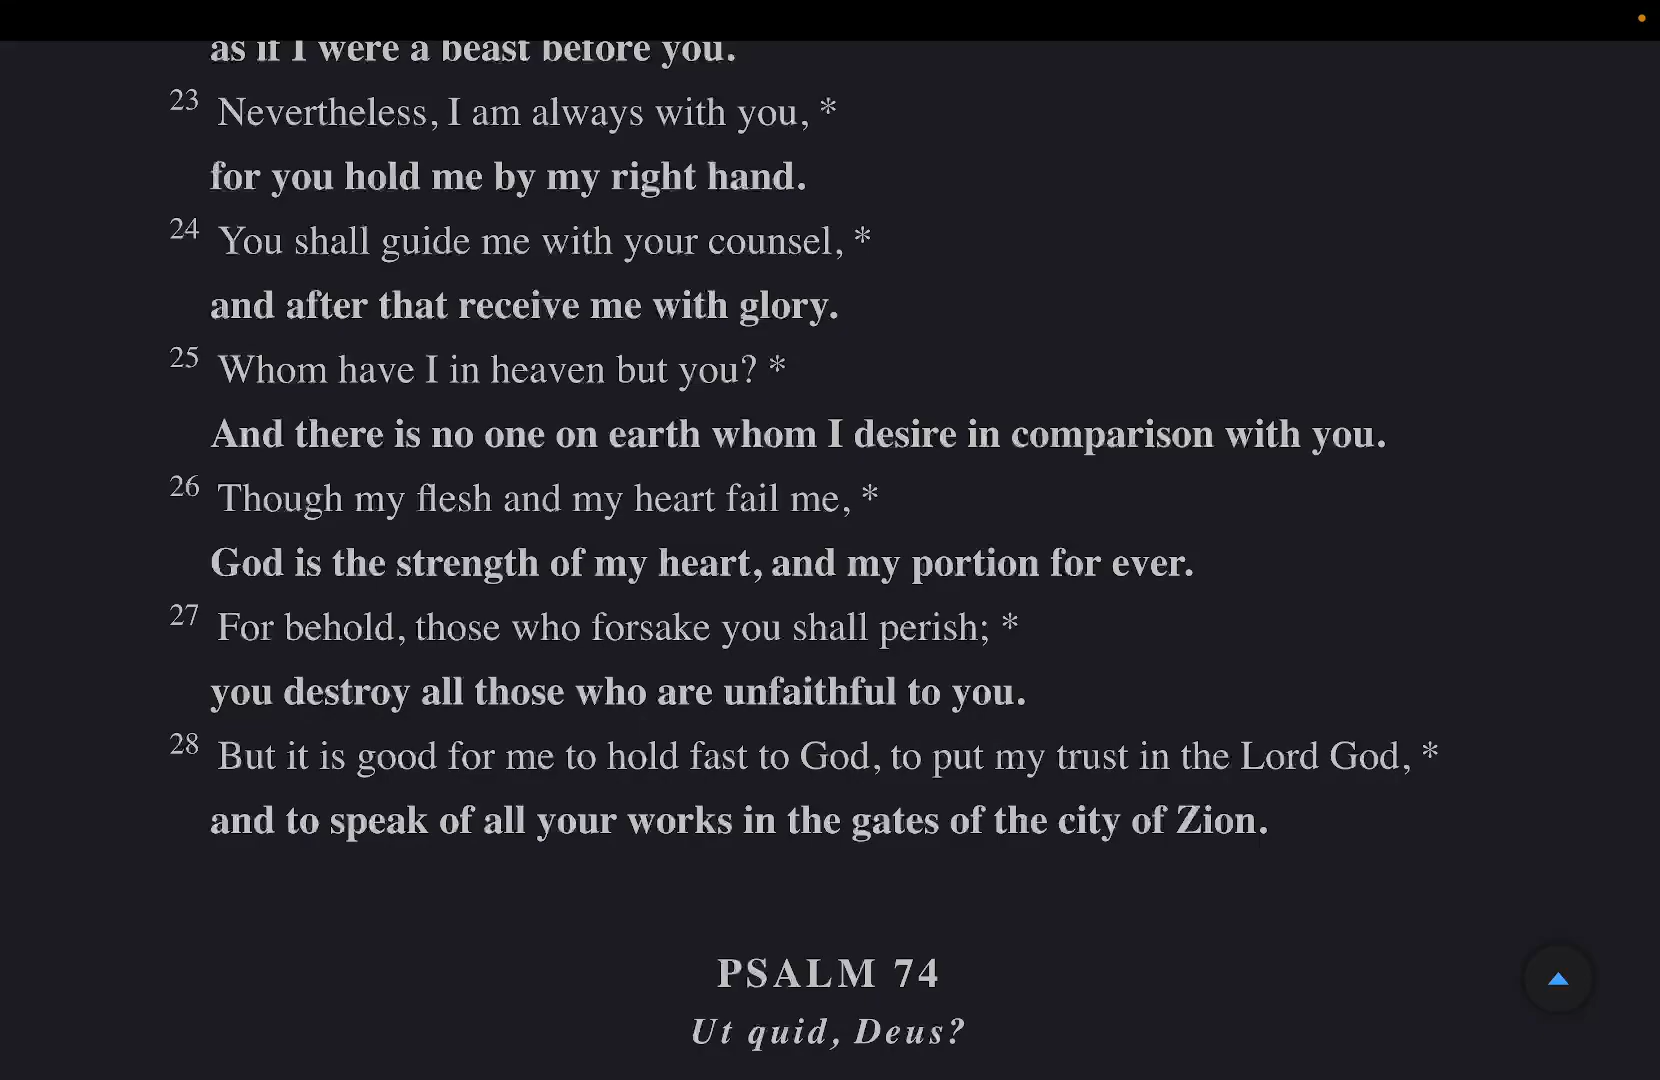 as if I were a beast before you.
23 Nevertheless, I am always with you, *
for you hold me by my right hand.
24 You shall guide me with your counsel, *
and after that receive me with glory.
25 Whom have I in heaven but you? *
And there is no one on earth whom I desire in comparison with you.
26 Though my flesh and my heart fail me, *
God is the strength of my heart, and my portion for ever.
27 For behold, those who forsake you shall perish; *
you destroy all those who are unfaithful to you.
28 But it is good for me to hold fast to God, to put my trust in the Lord God, *
and to speak of all your works in the gates of the city of Zion.
PSALM 74
Ut quid, Deus?